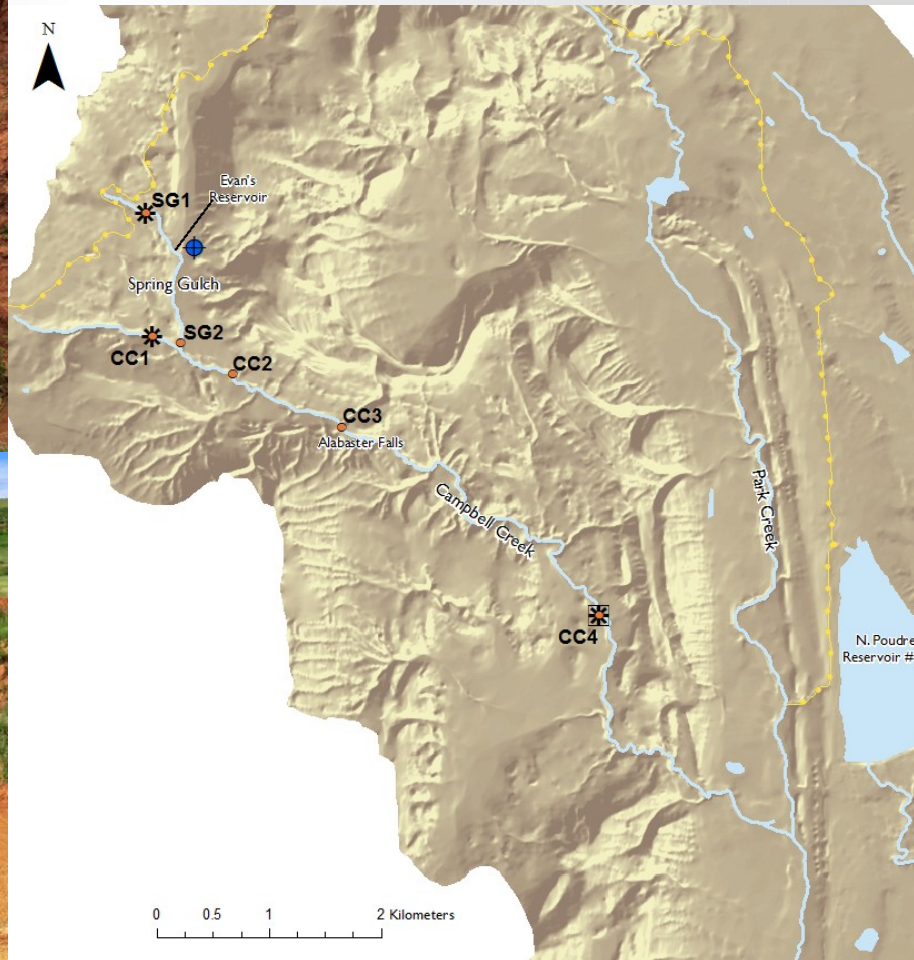 N
SG1
Evan's
Reservoir
Spring Gulch
SG2
CC1
CC2
CC3
Alabaster Falls
Campbell Creek
Park Creek
CC4
N. Poudre
Reservoir #
0 0.5 1 2 Kilometers